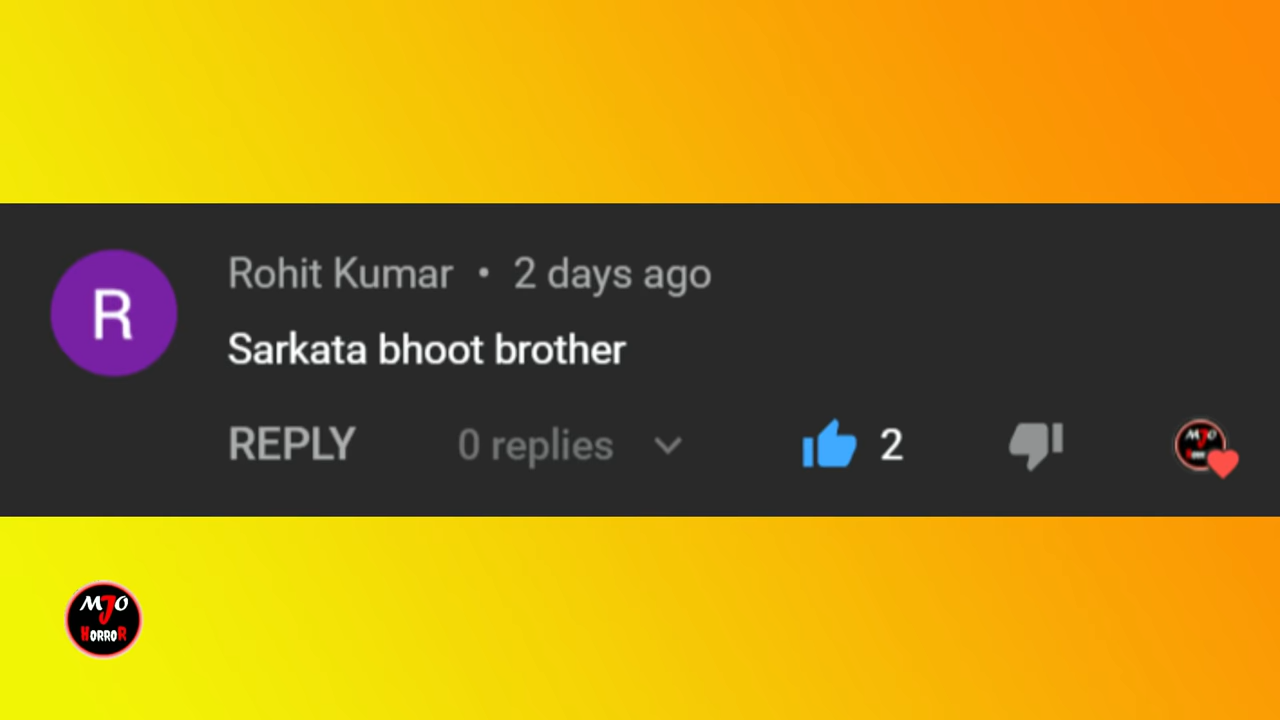 R
Rohit Kumar • 2 days ago
Sarkata bhoot brother
REPLY 0 replies 2
MJO
HORROR